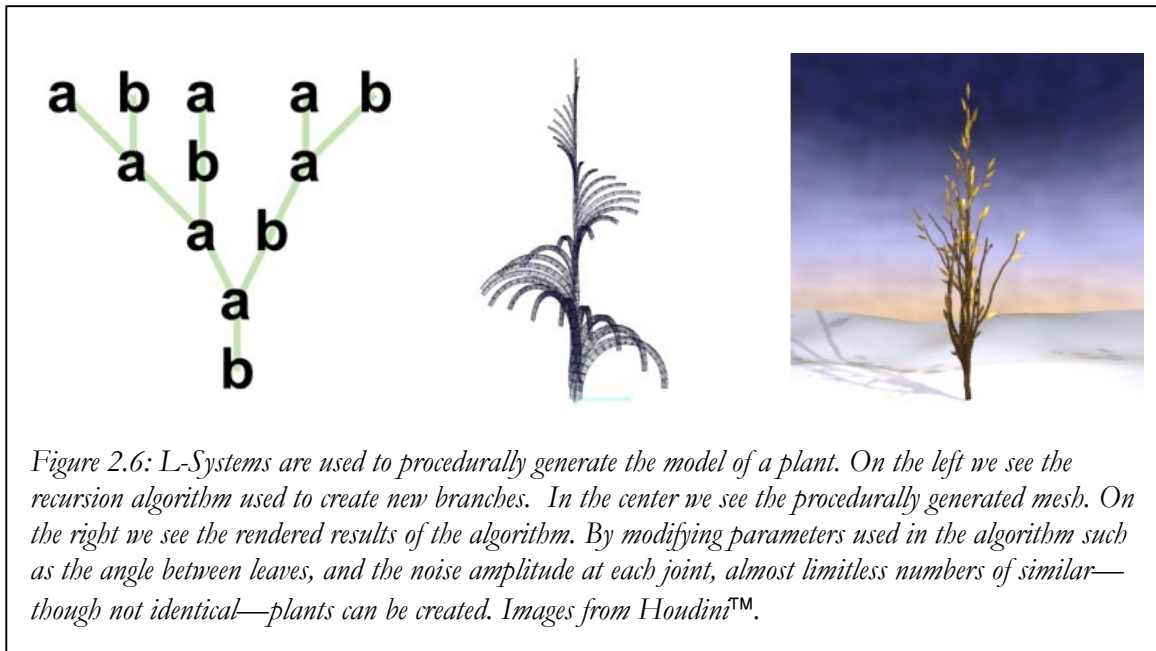 a b a a b
a b a
a b
a
b
Figure 2.6: L-Systems are used to procedurally generate the model of a plant. On the left we see the
recursion algorithm used to create new branches. In the center we see the procedurally generated mesh. On
the right we see the rendered results of the algorithm. By modifying parameters used in the algorithm such
as the angle between leaves, and the noise amplitude at each joint, almost limitless numbers of similar—
though not identical—plants can be created. Images from Houdini™.